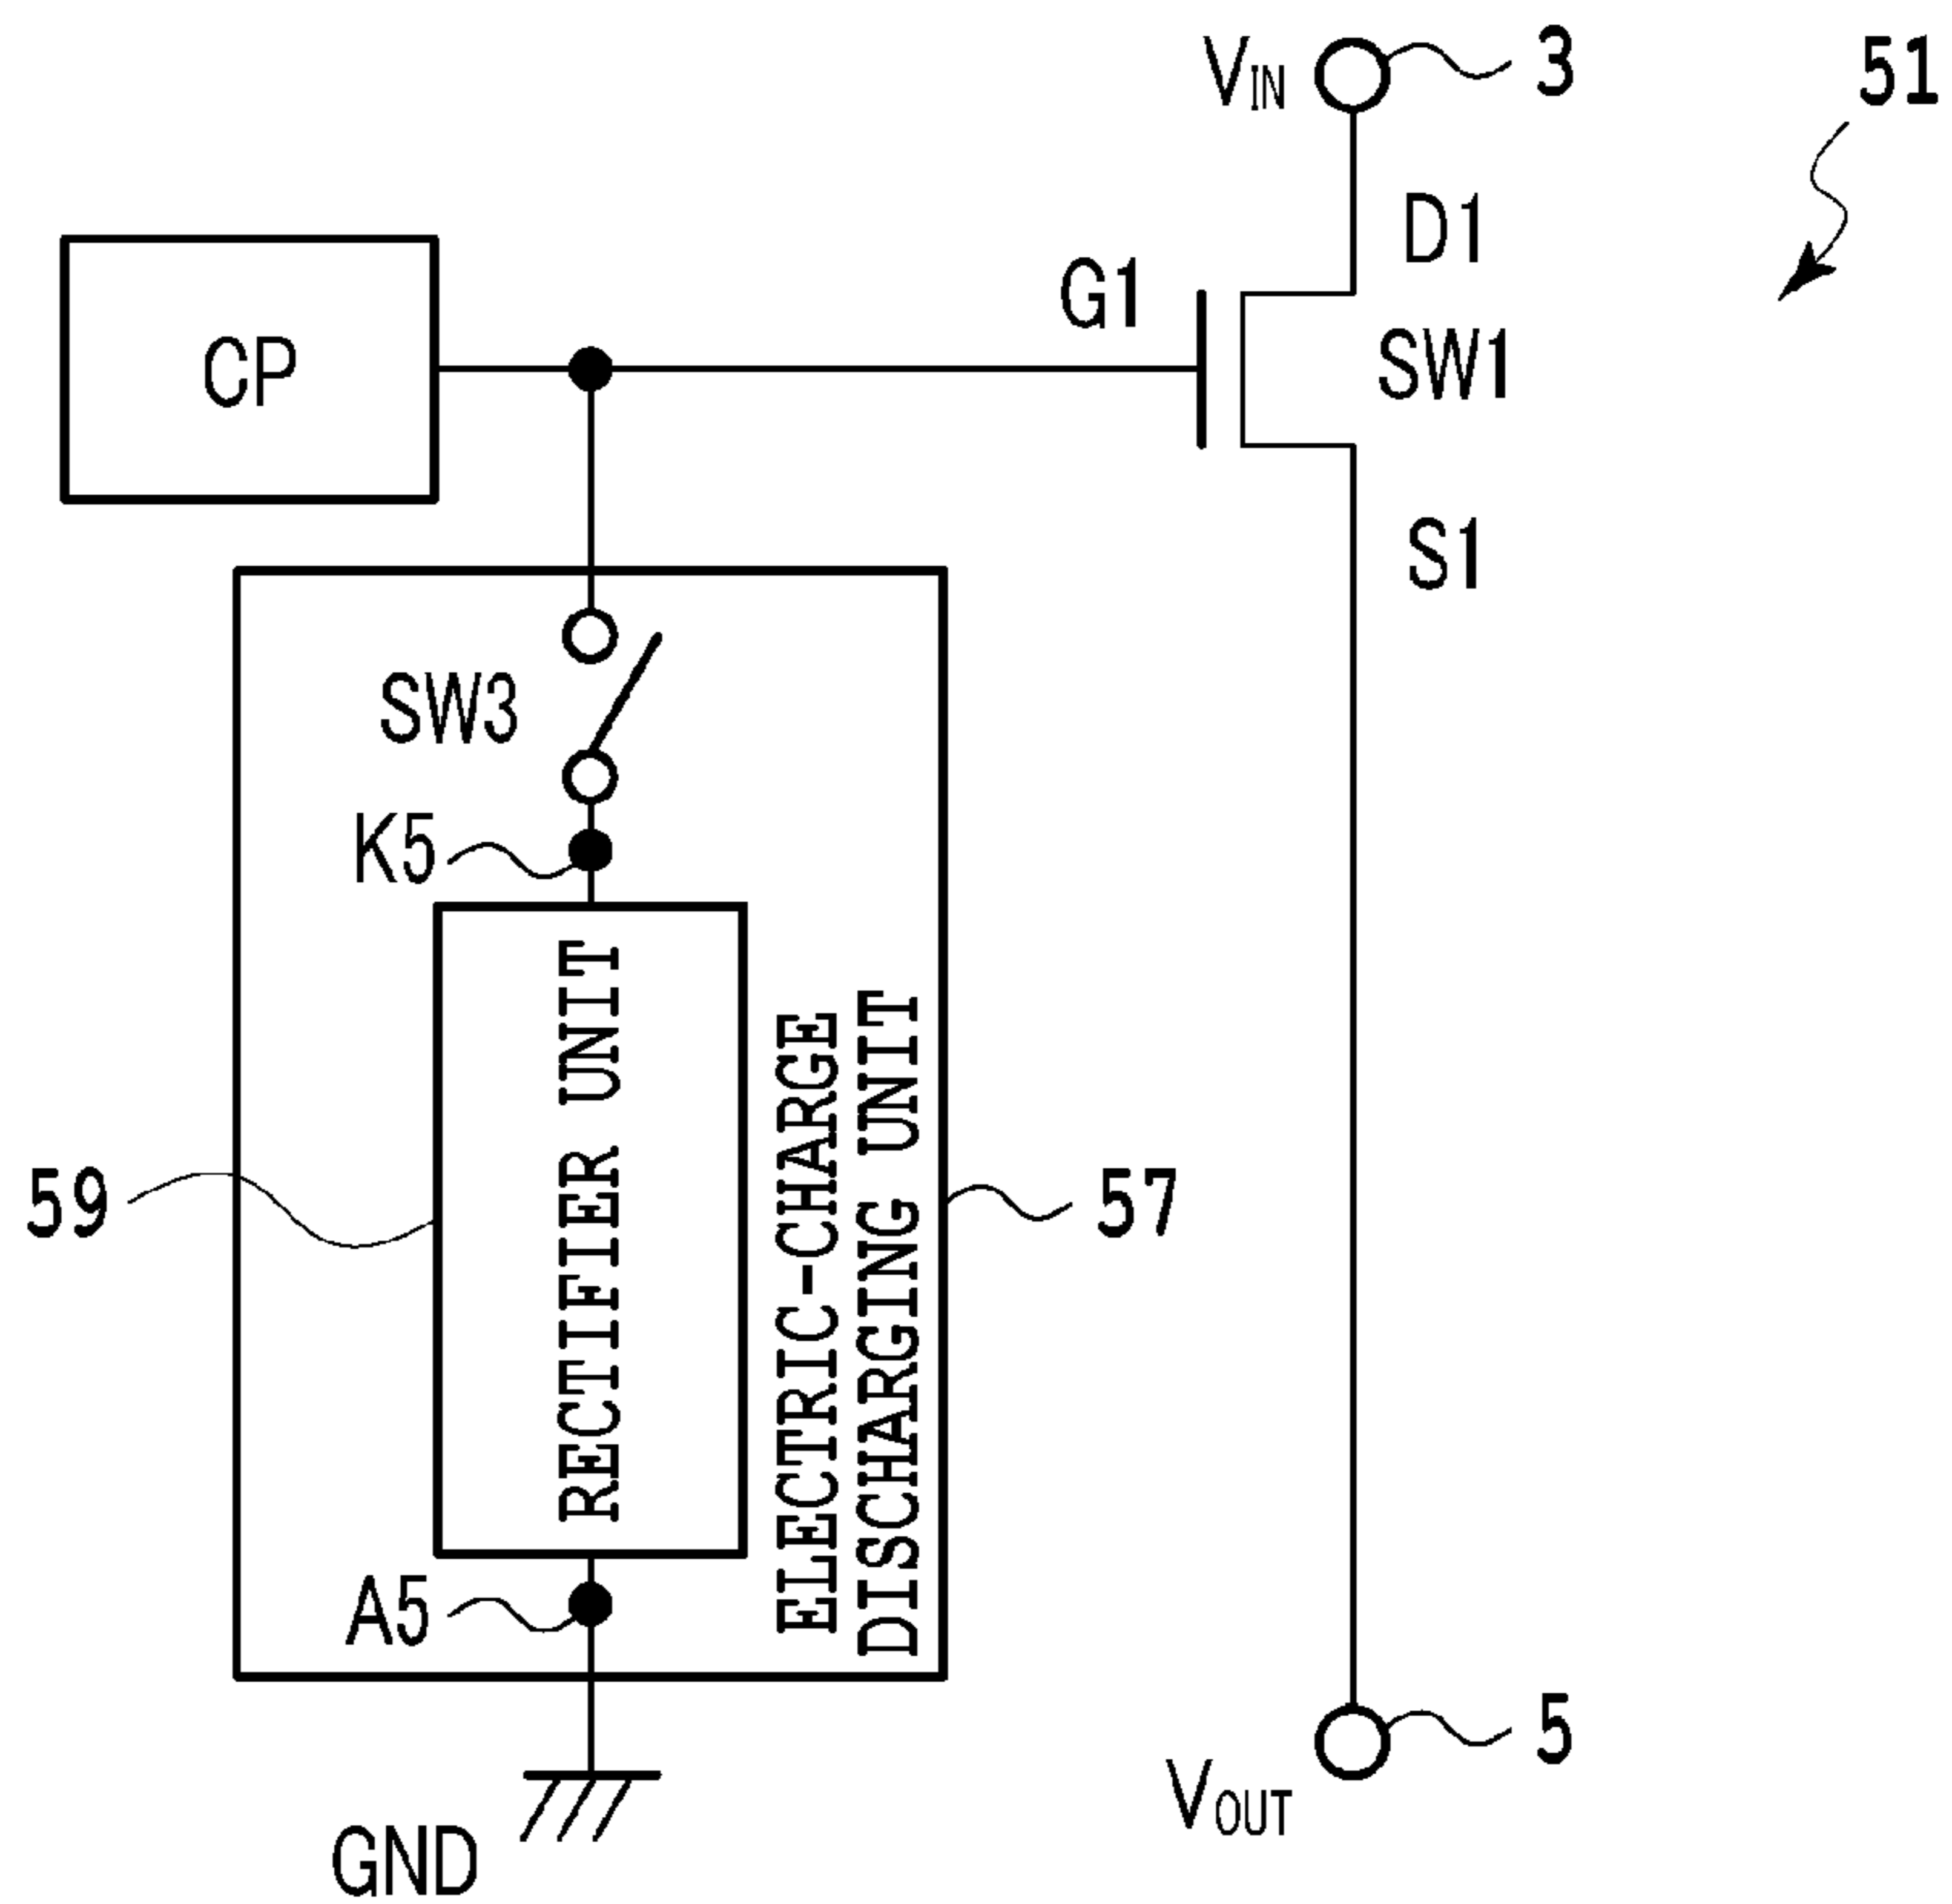 VIN
3
51
D1
G1
CP
SW1
S1
SW3
K5
RECTIFIER UNIT
ELECTRIC-CHARGE
DISCHARGING UNIT
59
57
A5
5
VOUT
GND